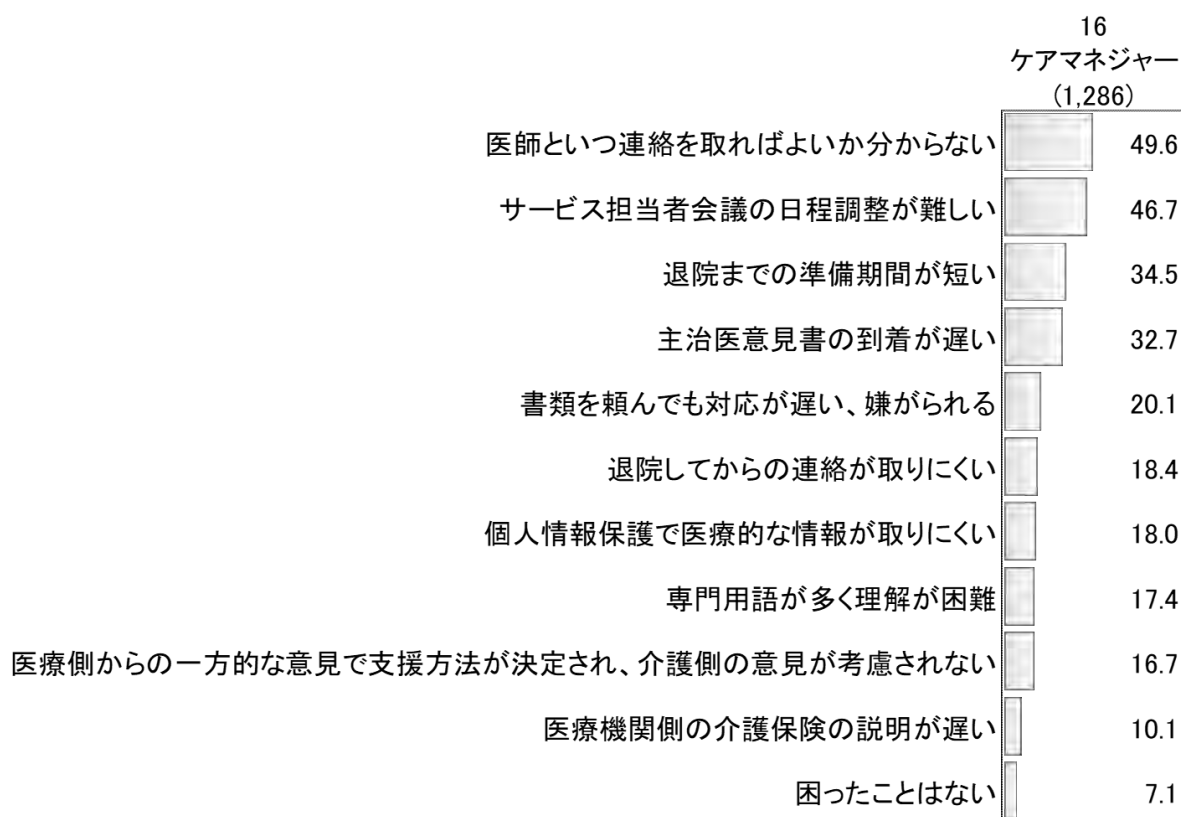 16
ケアマネジャー
(1,286)
医師といつ連絡を取ればよいか分からない 49.6
サービス担当者会議の日程調整が難しい 46.7
退院までの準備期間が短い 34.5
主治医意見書の到着が遅い 32.7
書類を頼んでも対応が遅い、嫌がられる 20.1
退院してからの連絡が取りにくい 18.4
個人情報保護で医療的な情報が取りにくい 18.0
専門用語が多く理解が困難 17.4
医療側からの一方的な意見で支援方法が決定され、介護側の意見が考慮されない 16.7
医療機関側の介護保険の説明が遅い 10.1
困ったことはない 7.1